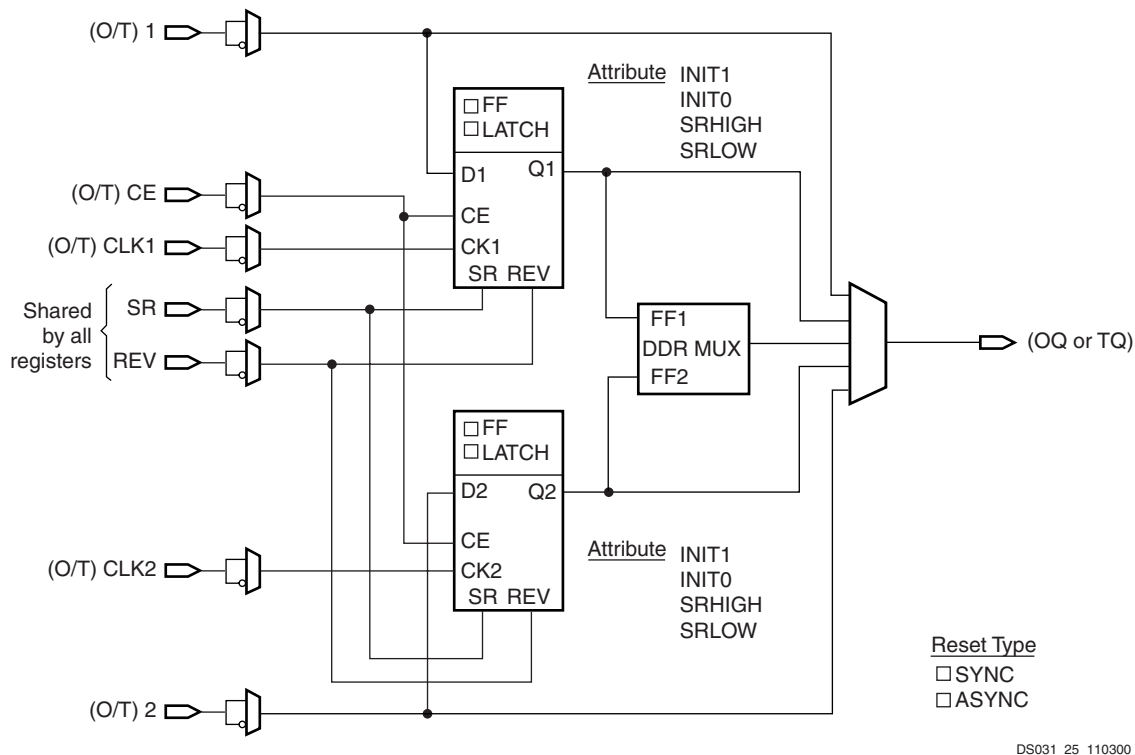 (O/T) 1
Attribute INIT1
INIT0
SRHIGH
SRLOW
FF
LATCH
D1 Q1
(O/T) CE
CE
(O/T) CLK1
CK1
SR REV
Shared
by all
registers
SR
REV
FF1
DDR MUX
FF2
(OQ or TQ)
FF
LATCH
D2 Q2
CE
(O/T) CLK2
CK2
SR REV
Attribute INIT1
INIT0
SRHIGH
SRLOW
Reset Type
SYNC
ASYNC
(O/T) 2
DS031_25_110300